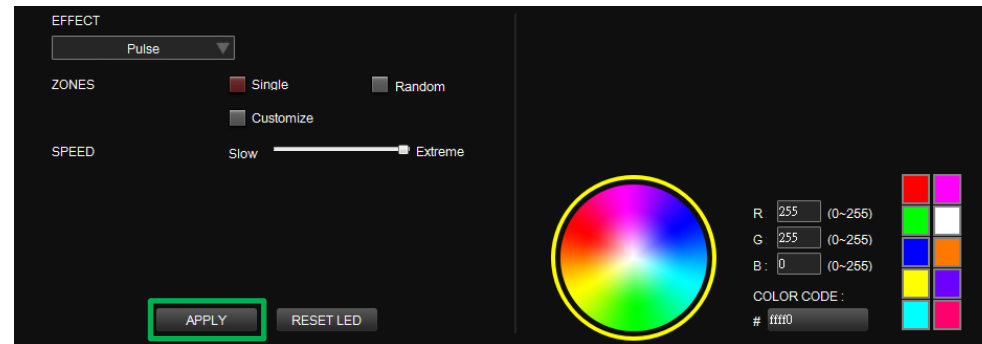 EFFECT
Pulse
ZONES
Single
Random
Customize
SPEED
Slow
Extreme
R 255 (0~255)
G 255 (0~255)
B : 0 (0~255)
COLOR CODE :
# ffff0
APPLY
RESET LED